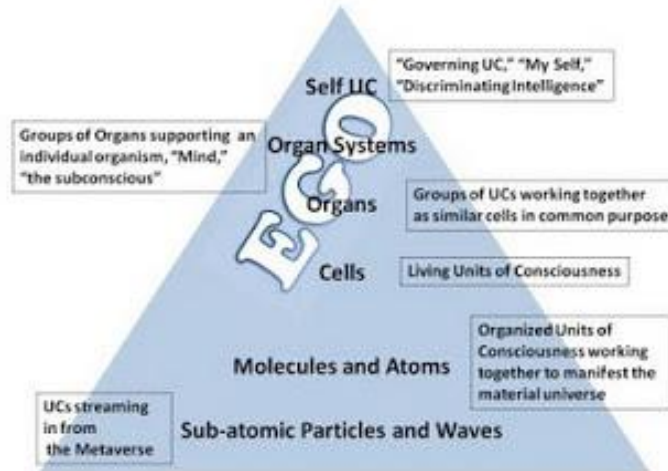 "Governing UC," "My Self,"
"Discriminating Intelligence"
Self UC
Groups of Organs supporting an
individual organism, "Mind,"
"the subconscious"
Organ Systems
EGO
Organs
Groups of UCs working together
as similar cells in common purpose
Cells
Living Units of Consciousness
Organized Units of
Consciousness working
together to manifest the
material universe
Molecules and Atoms
UCs streaming
in from
the Metaverse
Sub-atomic Particles and Waves